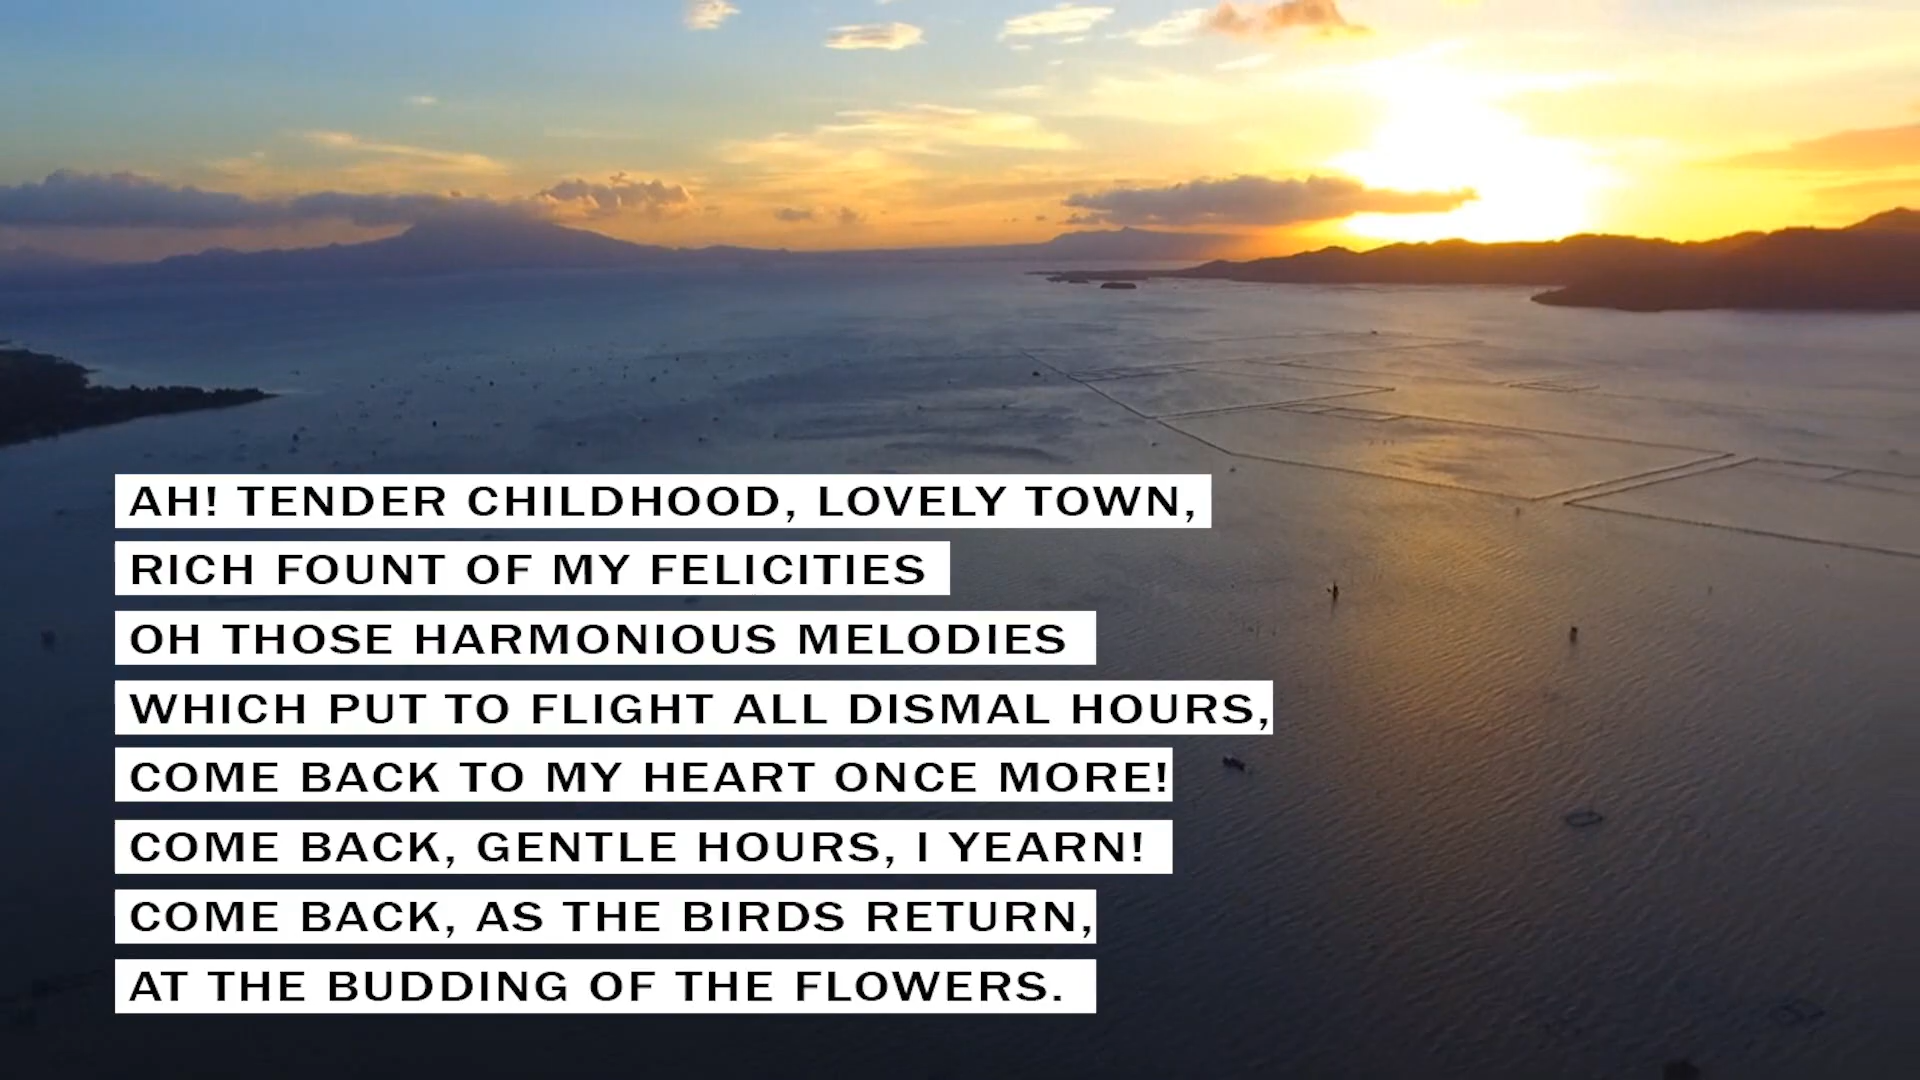 AH! TENDER CHILDHOOD, LOVELY TOWN,
RICH FOUNT OF MY FELICITIES
OH THOSE HARMONIOUS MELODIES
WHICH PUT TO FLIGHT ALL DISMAL HOURS,
COME BACK TO MY HEART ONCE MORE!
COME BACK, GENTLE HOURS, I YEARN!
COME BACK, AS THE BIRDS RETURN,
AT THE BUDDING OF THE FLOWERS.